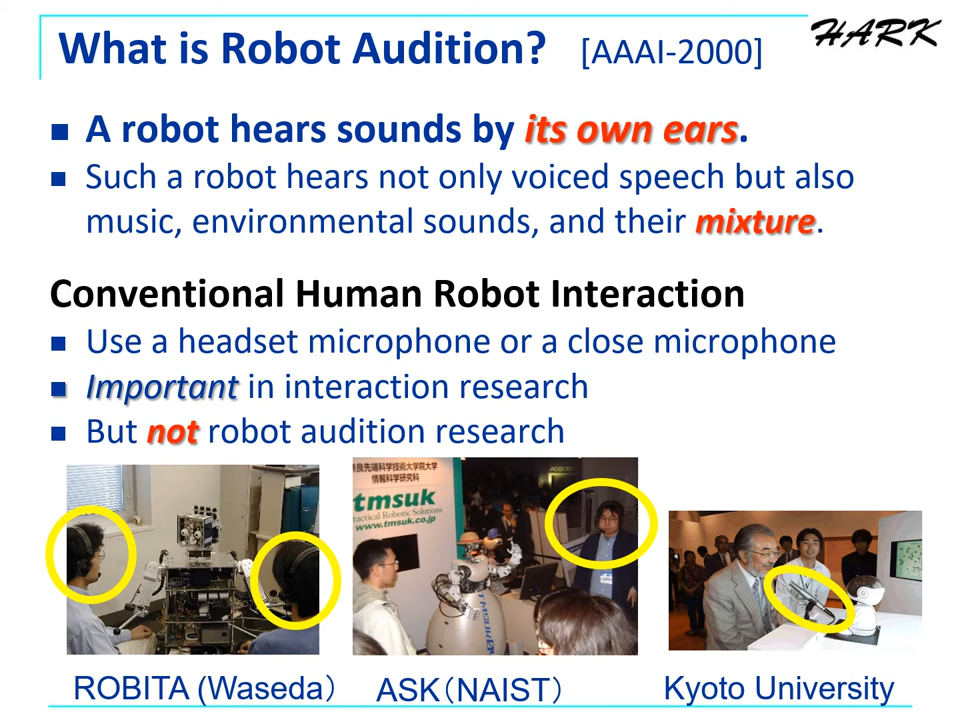 What is Robot Audition? [AAAI-2000]
HARK
A robot hears sounds by its own ears.
Such a robot hears not only voiced speech but also
music, environmental sounds, and their mixture.
Conventional Human Robot Interaction
Use a headset microphone or a close microphone
Important in interaction research
But not robot audition research
良先端科学技術大学院大学
情報科学研究科
tmsuk
ractical Robotic Solutions
www.tmsuk.co.jp
ROBITA (Waseda）
ASK（NAIST）
Kyoto University